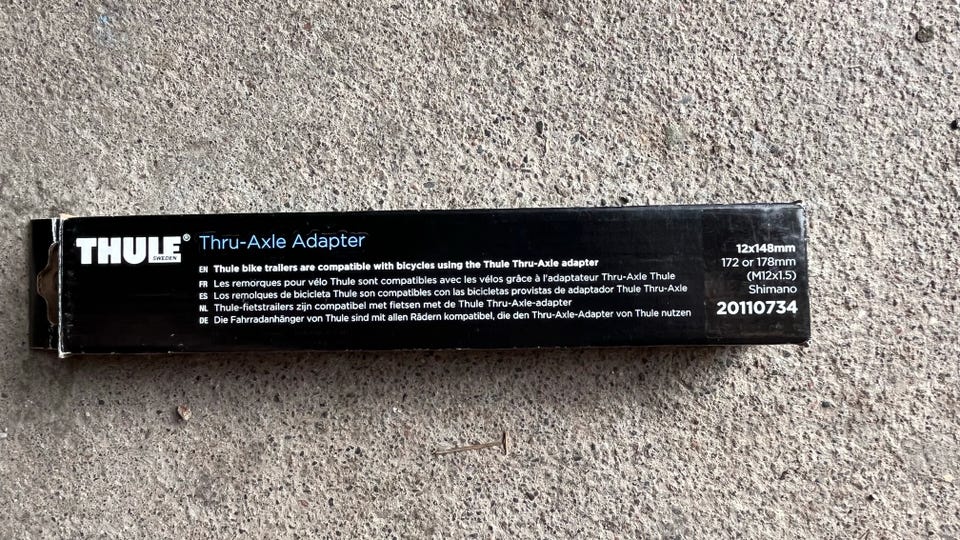 THULE®
SWEDEN
Thru-Axle Adapter
EN Thule bike trailers are compatible with bicycles using the Thule Thru-Axle adapter
FR Les remorques pour vélo Thule sont compatibles avec les vélos grâce à l'adaptateur Thru-Axle Thule
ES Los remolques de bicicleta Thule son compatibles con las bicicletas provistas de adaptador Thule Thru-Axle
NL Thule-fietstrailers zijn compatibel met fietsen met de Thule Thru-Axle-adapter
DE Die Fahrradanhänger von Thule sind mit allen Rädern kompatibel, die den Thru-Axle-Adapter von Thule nutzen
12x148mm
172 or 178mm
(M12x1.5)
Shimano
20110734